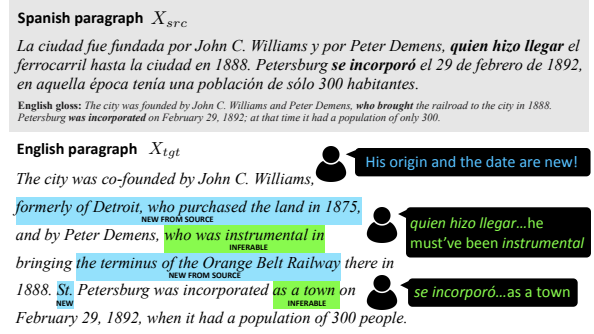 Spanish paragraph X_src
La ciudad fue fundada por John C. Williams y por Peter Demens, quien hizo llegar el
ferrocarril hasta la ciudad en 1888. Petersburg se incorporó el 29 de febrero de 1892,
en aquella época tenía una población de sólo 300 habitantes.
English gloss: The city was founded by John C. Williams and Peter Demens, who brought the railroad to the city in 1888.
Petersburg was incorporated on February 29, 1892; at that time it had a population of only 300.
English paragraph X_tgt
His origin and the date are new!
The city was co-founded by John C. Williams,
formerly of Detroit, who purchased the land in 1875,
NEW FROM SOURCE
quien hizo llegar...he
must've been instrumental
and by Peter Demens, who was instrumental in
INFERABLE
bringing the terminus of the Orange Belt Railway there in
NEW FROM SOURCE
se incorporó...as a town
1888. St. Petersburg was incorporated as a town on
NEW INFERABLE
February 29, 1892, when it had a population of 300 people.